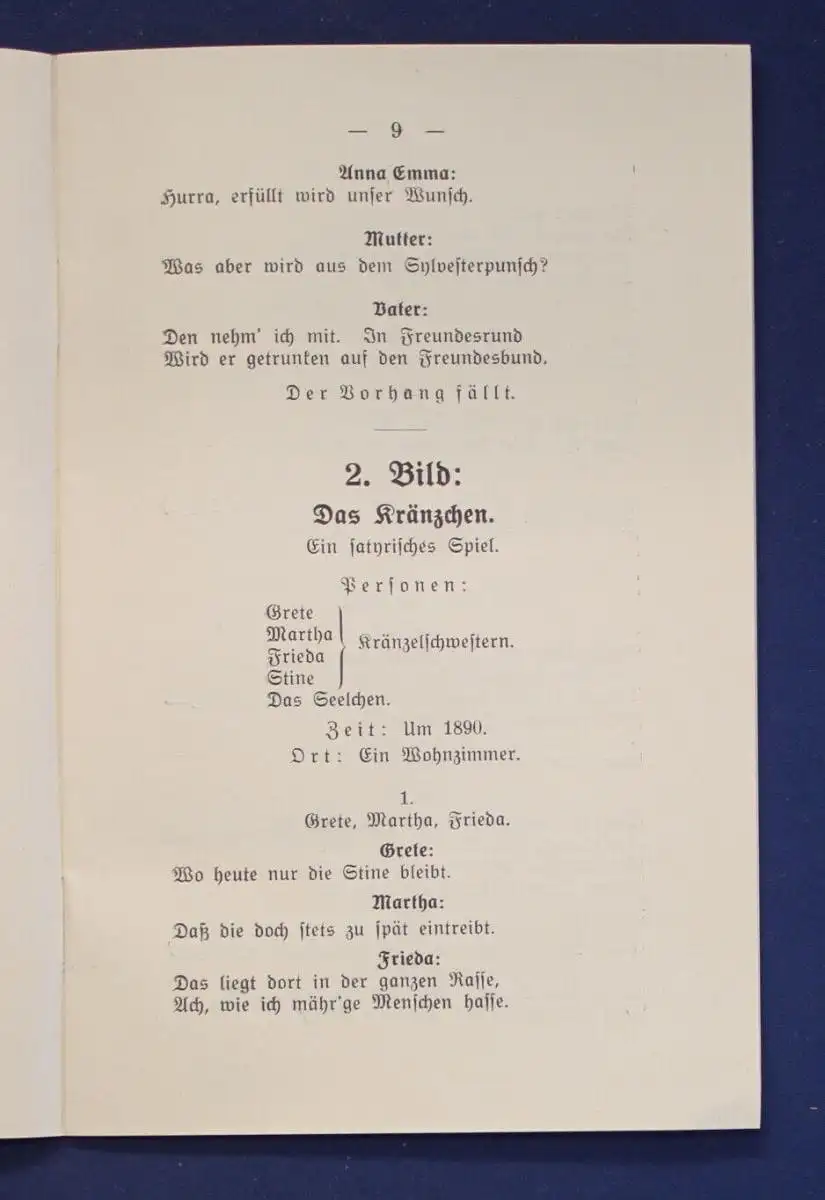 — 9 —
Anna Emma:
Hurra, erfüllt wird unser Wunsch.
Mutter:
Was aber wird aus dem Sylvesterpunsch?
Vater:
Den nehm' ich mit. In Freundesrund
Wird er getrunken auf den Freundesbund.
Der Vorhang fällt.
2. Bild:
Das Kränzchen.
Ein satyrisches Spiel.
Personen:
Grete
Martha
Frieda
Stine
Kränzelschwestern.
Das Seelchen.
Zeit: Um 1890.
Ort: Ein Wohnzimmer.
1.
Grete, Martha, Frieda.
Grete:
Wo heute nur die Stine bleibt.
Martha:
Daß die doch stets zu spät eintreibt.
Frieda:
Das liegt dort in der ganzen Rasse,
Ach, wie ich mähr'ge Menschen hasse.